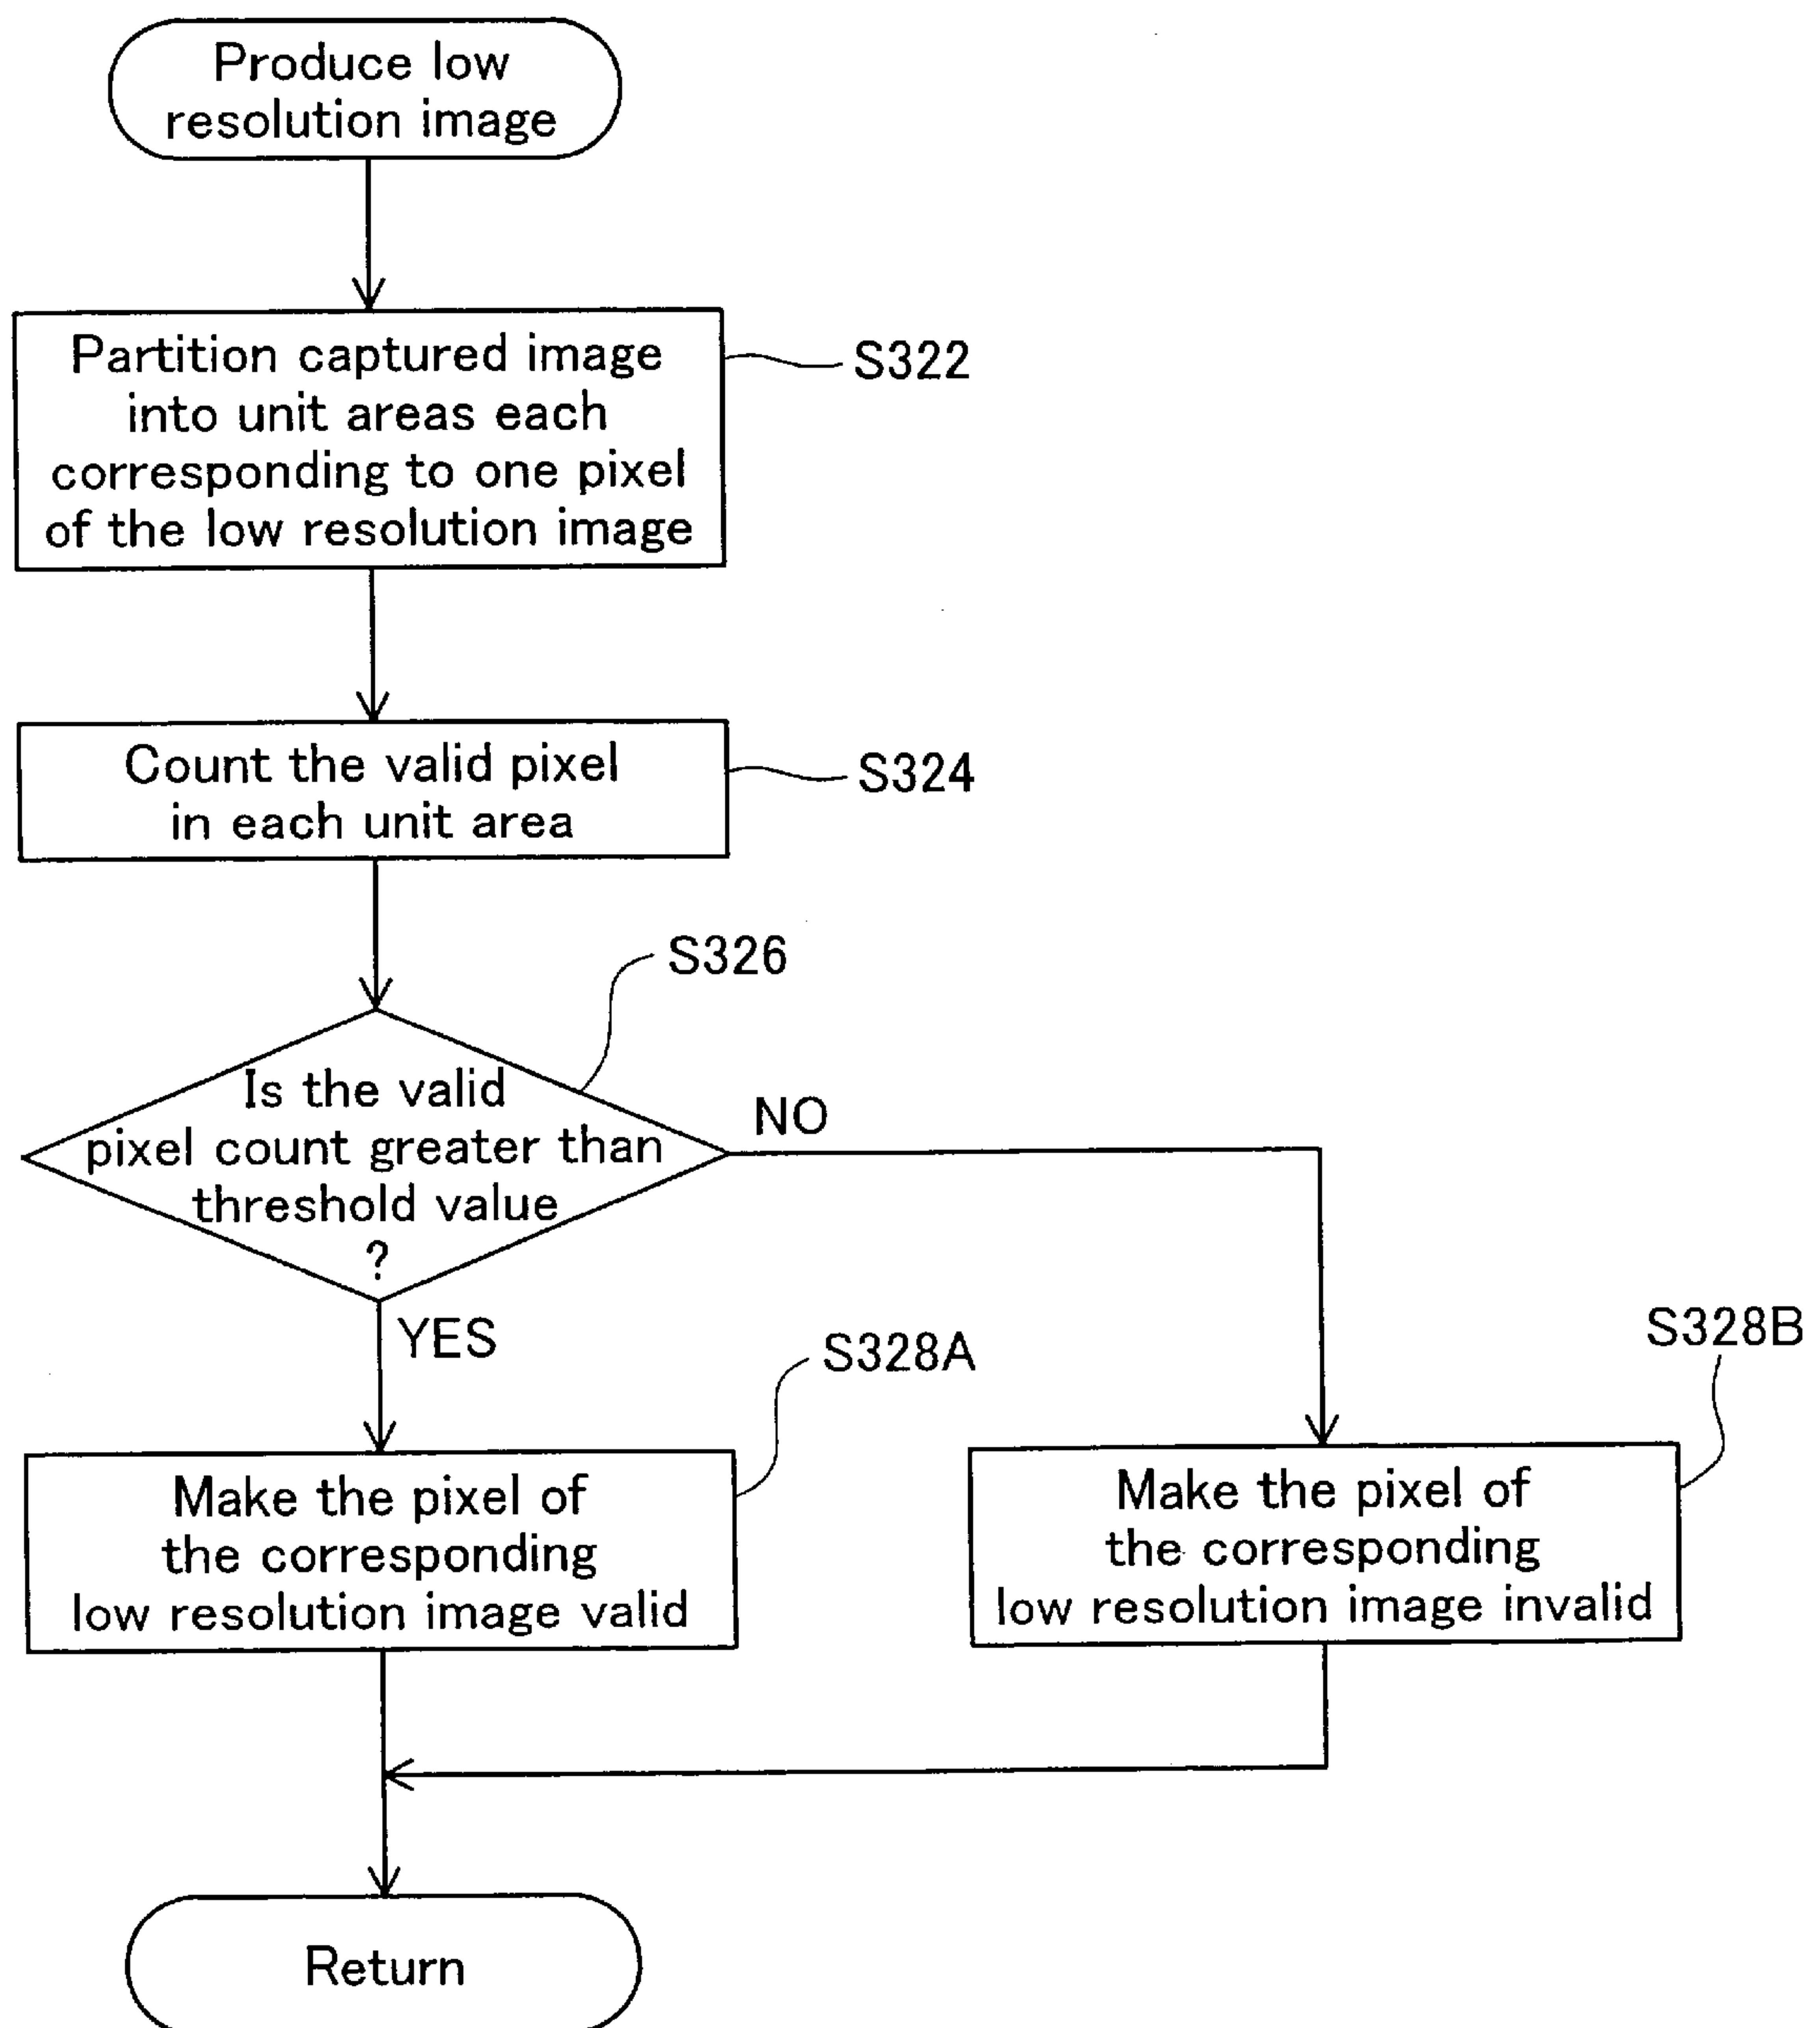 Produce low
resolution image
Partition captured image
into unit areas each
corresponding to one pixel
of the low resolution image
S322
Count the valid pixel
in each unit area
S324
S326
Is the valid
pixel count greater than
threshold value
?
NO
YES
S328A
S328B
Make the pixel of
the corresponding
low resolution image valid
Make the pixel of
the corresponding
low resolution image invalid
Return